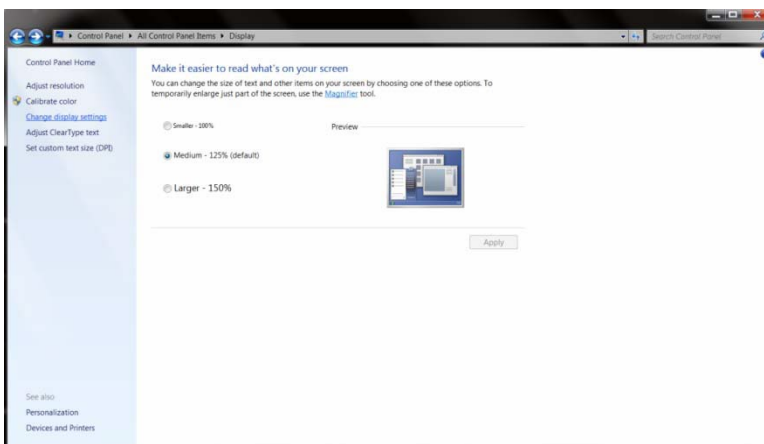 Control Panel ▸ All Control Panel Items ▸ Display
Search Control Panel
Control Panel Home
Adjust resolution
Calibrate color
Change display settings
Adjust ClearType text
Set custom text size (DPI)
Make it easier to read what's on your screen
You can change the size of text and other items on your screen by choosing one of these options. To
temporarily enlarge just part of the screen, use the Magnifier tool.
Smaller - 100%
Preview
Medium - 125% (default)
Larger - 150%
Apply
See also
Personalization
Devices and Printers